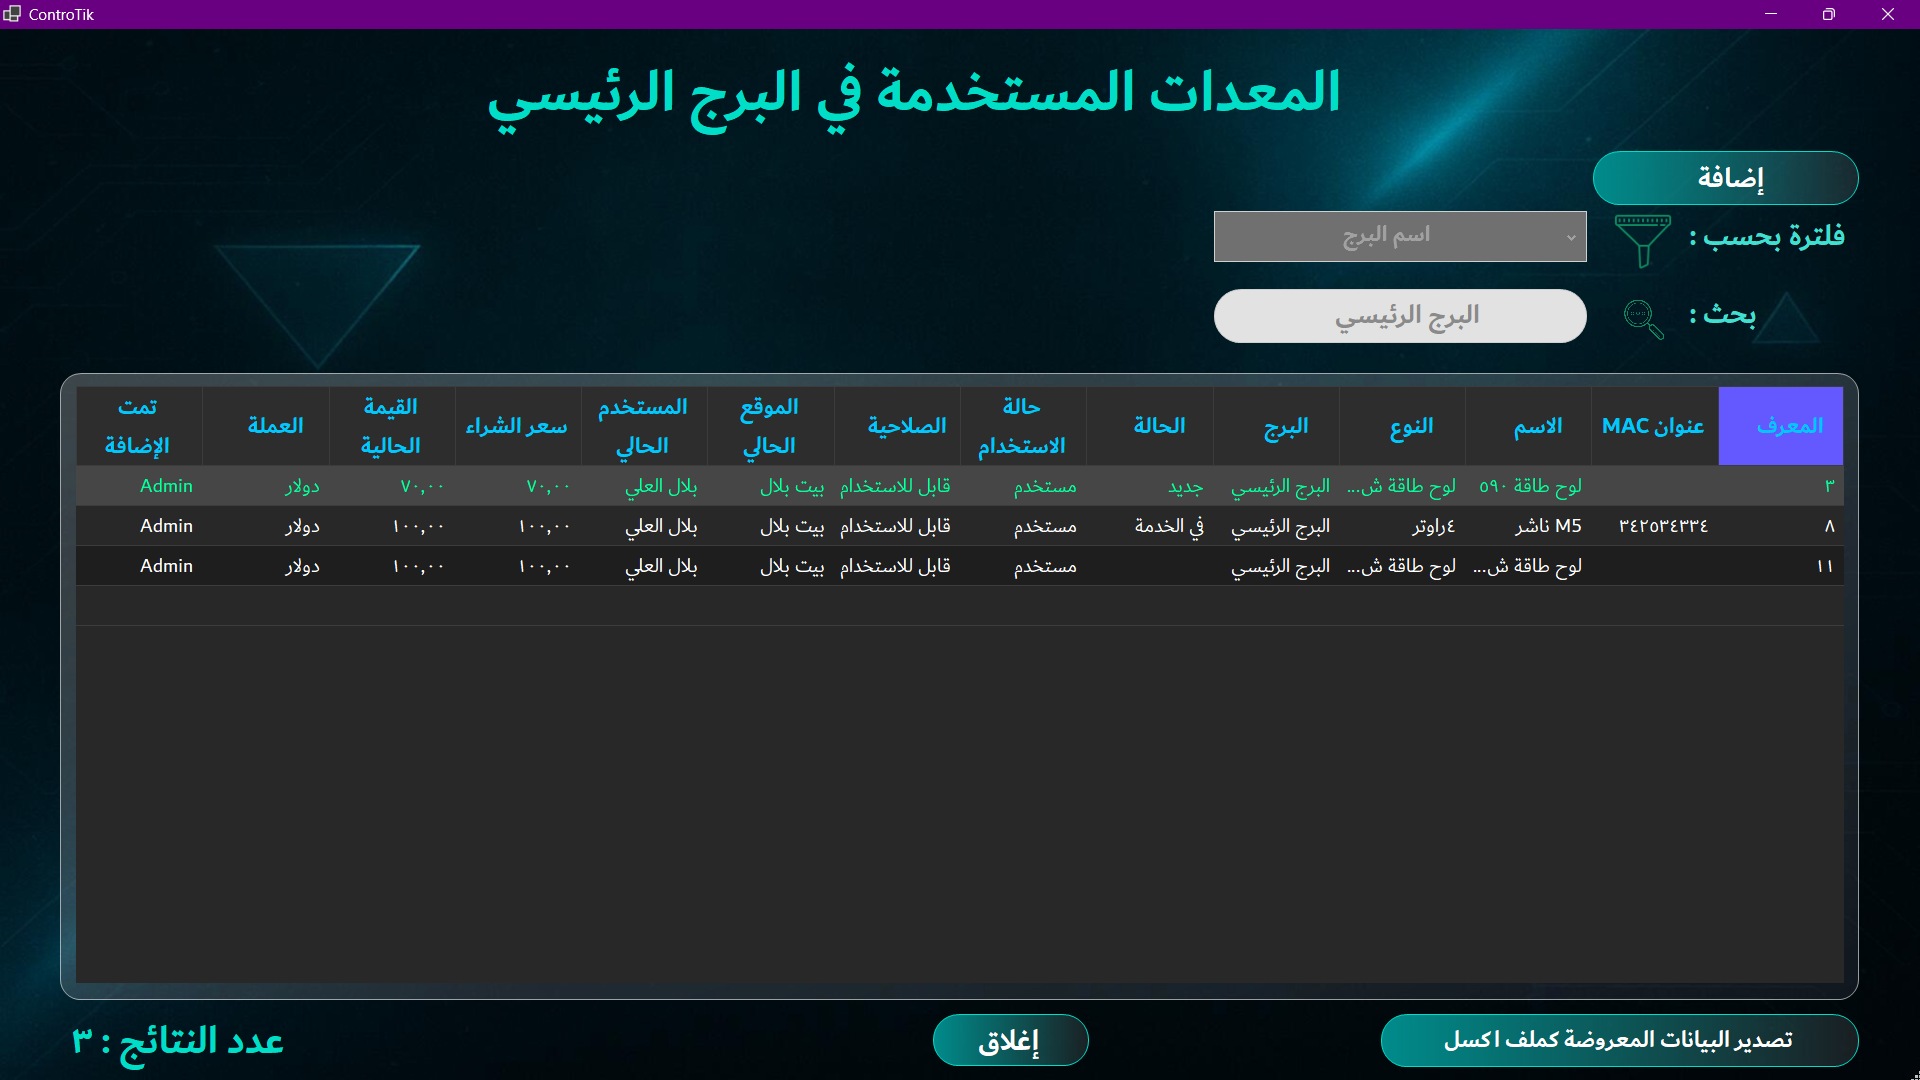 ControTik
المعدات المستخدمة في البرج الرئيسي
إضافة
فلترة بحسب :
اسم البرج
بحث :
البرج الرئيسي
المعرف عنوان MAC الاسم النوع البرج الحالة حالة الاستخدام الصلاحية الموقع الحالي المستخدم الحالي سعر الشراء القيمة الحالية العملة تمت الإضافة
٣ لوح طاقة ٥٩٠ لوح طاقة ش... البرج الرئيسي جديد مستخدم قابل للاستخدام بيت بلال بلال العلي ٧٠,٠٠ ٧٠,٠٠ دولار Admin
٨ ٣٤٢٥٣٤٣٣٤ M5 ناشر ٤راوتر البرج الرئيسي في الخدمة مستخدم قابل للاستخدام بيت بلال بلال العلي ١٠٠,٠٠ ١٠٠,٠٠ دولار Admin
١١ لوح طاقة ش... لوح طاقة ش... البرج الرئيسي مستخدم قابل للاستخدام بيت بلال بلال العلي ١٠٠,٠٠ ١٠٠,٠٠ دولار Admin
تصدير البيانات المعروضة كملف اكسل
إغلاق
عدد النتائج : ٣